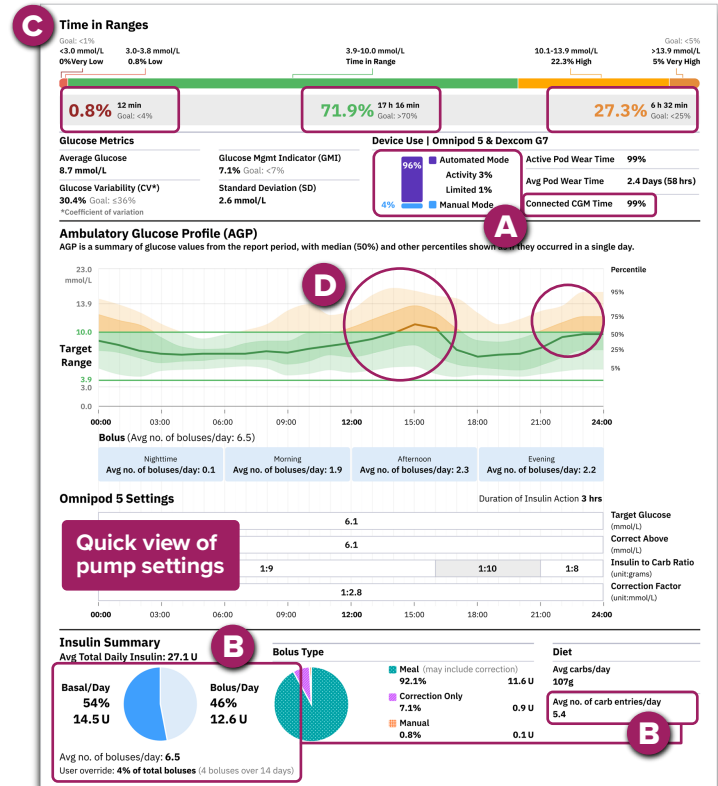 C
Time in Ranges
Goal: <1%
<3.0 mmol/L
0%Very Low
3.0-3.8 mmol/L
0.8% Low
3.9-10.0 mmol/L
Time in Range
10.1-13.9 mmol/L
22.3% High
Goal: <5%
>13.9 mmol/L
5% Very High
0.8% 12 min
Goal: <4%
71.9% 17 h 16 min
Goal: >70%
27.3% 6 h 32 min
Goal: <25%
Glucose Metrics
Average Glucose
8.7 mmol/L
Glucose Mgmt Indicator (GMI)
7.1% Goal: <7%
Glucose Variability (CV*)
30.4% Goal: ≤36%
*Coefficient of variation
Standard Deviation (SD)
2.6 mmol/L
Device Use | Omnipod 5 & Dexcom G7
96%
Automated Mode
Activity 3%
Limited 1%
4% Manual Mode
Active Pod Wear Time 99%
Avg Pod Wear Time 2.4 Days (58 hrs)
Connected CGM Time 99%
A
Ambulatory Glucose Profile (AGP)
AGP is a summary of glucose values from the report period, with median (50%) and other percentiles shown as if they occurred in a single day.
D
23.0
mmol/L
13.9
10.0
Target
Range
3.9
3.0
0.0
Percentile
95%
75%
50%
25%
5%
00:00 03:00 06:00 09:00 12:00 15:00 18:00 21:00 24:00
Bolus (Avg no. of boluses/day: 6.5)
Nighttime
Avg no. of boluses/day: 0.1
Morning
Avg no. of boluses/day: 1.9
Afternoon
Avg no. of boluses/day: 2.3
Evening
Avg no. of boluses/day: 2.2
Omnipod 5 Settings
Duration of Insulin Action 3 hrs
6.1
Target Glucose
(mmol/L)
6.1
Correct Above
(mmol/L)
1:9 1:10 1:8
Insulin to Carb Ratio
(unit:grams)
1:2.8
Correction Factor
(unit:mmol/L)
Quick view of
pump settings
00:00 03:00 06:00 09:00 12:00 15:00 18:00 21:00 24:00
Insulin Summary
Avg Total Daily Insulin: 27.1 U
B
Basal/Day
54%
14.5 U
Bolus/Day
46%
12.6 U
Avg no. of boluses/day: 6.5
User override: 4% of total boluses (4 boluses over 14 days)
Bolus Type
Meal (may include correction)
92.1% 11.6 U
Correction Only
7.1% 0.9 U
Manual
0.8% 0.1 U
Diet
Avg carbs/day
107g
Avg no. of carb entries/day
5.4
B